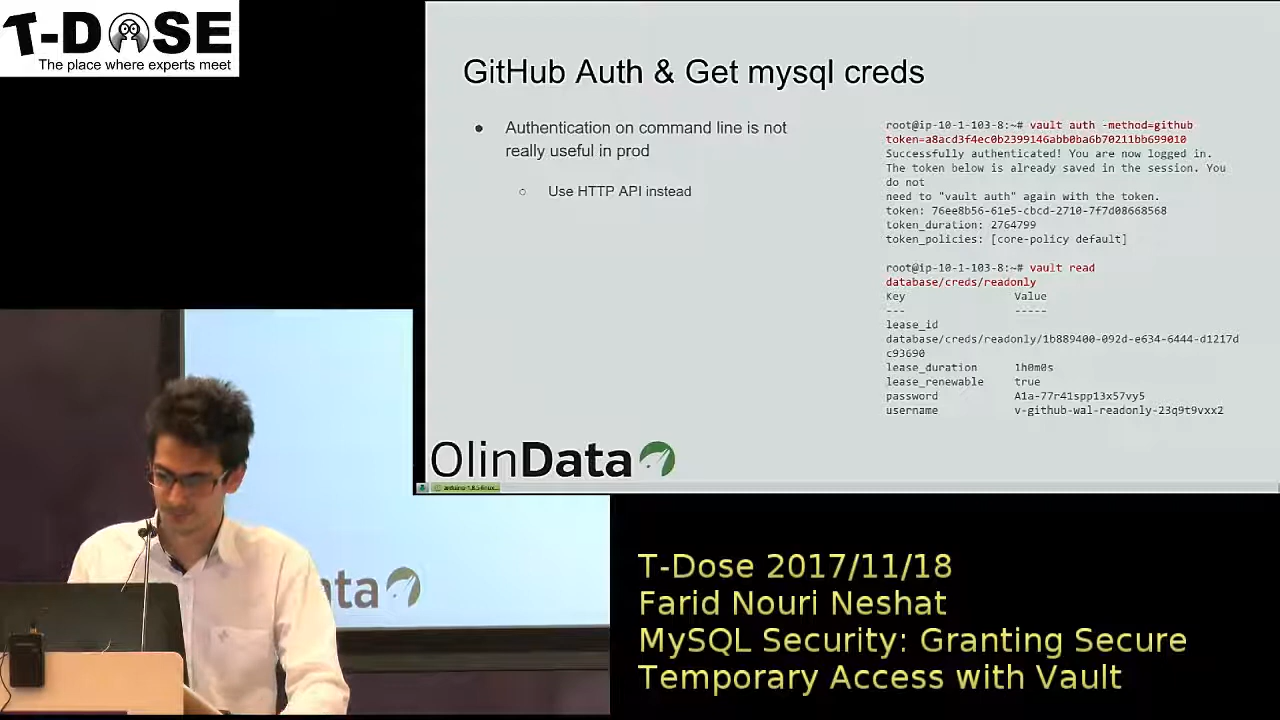 T-DOSE
The place where experts meet
GitHub Auth & Get mysql creds
● Authentication on command line is not
really useful in prod
○ Use HTTP API instead
root@ip-10-1-103-8:~# vault auth -method=github
token=a8acd3f4ec0b2399146abb0ba6b70211bb699010
Successfully authenticated! You are now logged in.
The token below is already saved in the session. You
do not
need to "vault auth" again with the token.
token: 76ee8b56-61e5-cbcd-2710-7f7d08668568
token_duration: 2764799
token_policies: [core-policy default]
root@ip-10-1-103-8:~# vault read
database/creds/readonly
Key Value
--- -----
lease_id
database/creds/readonly/1b889400-092d-e634-6444-d1217d
c93690
lease_duration 1h0m0s
lease_renewable true
password A1a-77r41spp13x57vy5
username v-github-wal-readonly-23q9t9vxx2
OlinData
ata
T-Dose 2017/11/18
Farid Nouri Neshat
MySQL Security: Granting Secure
Temporary Access with Vault